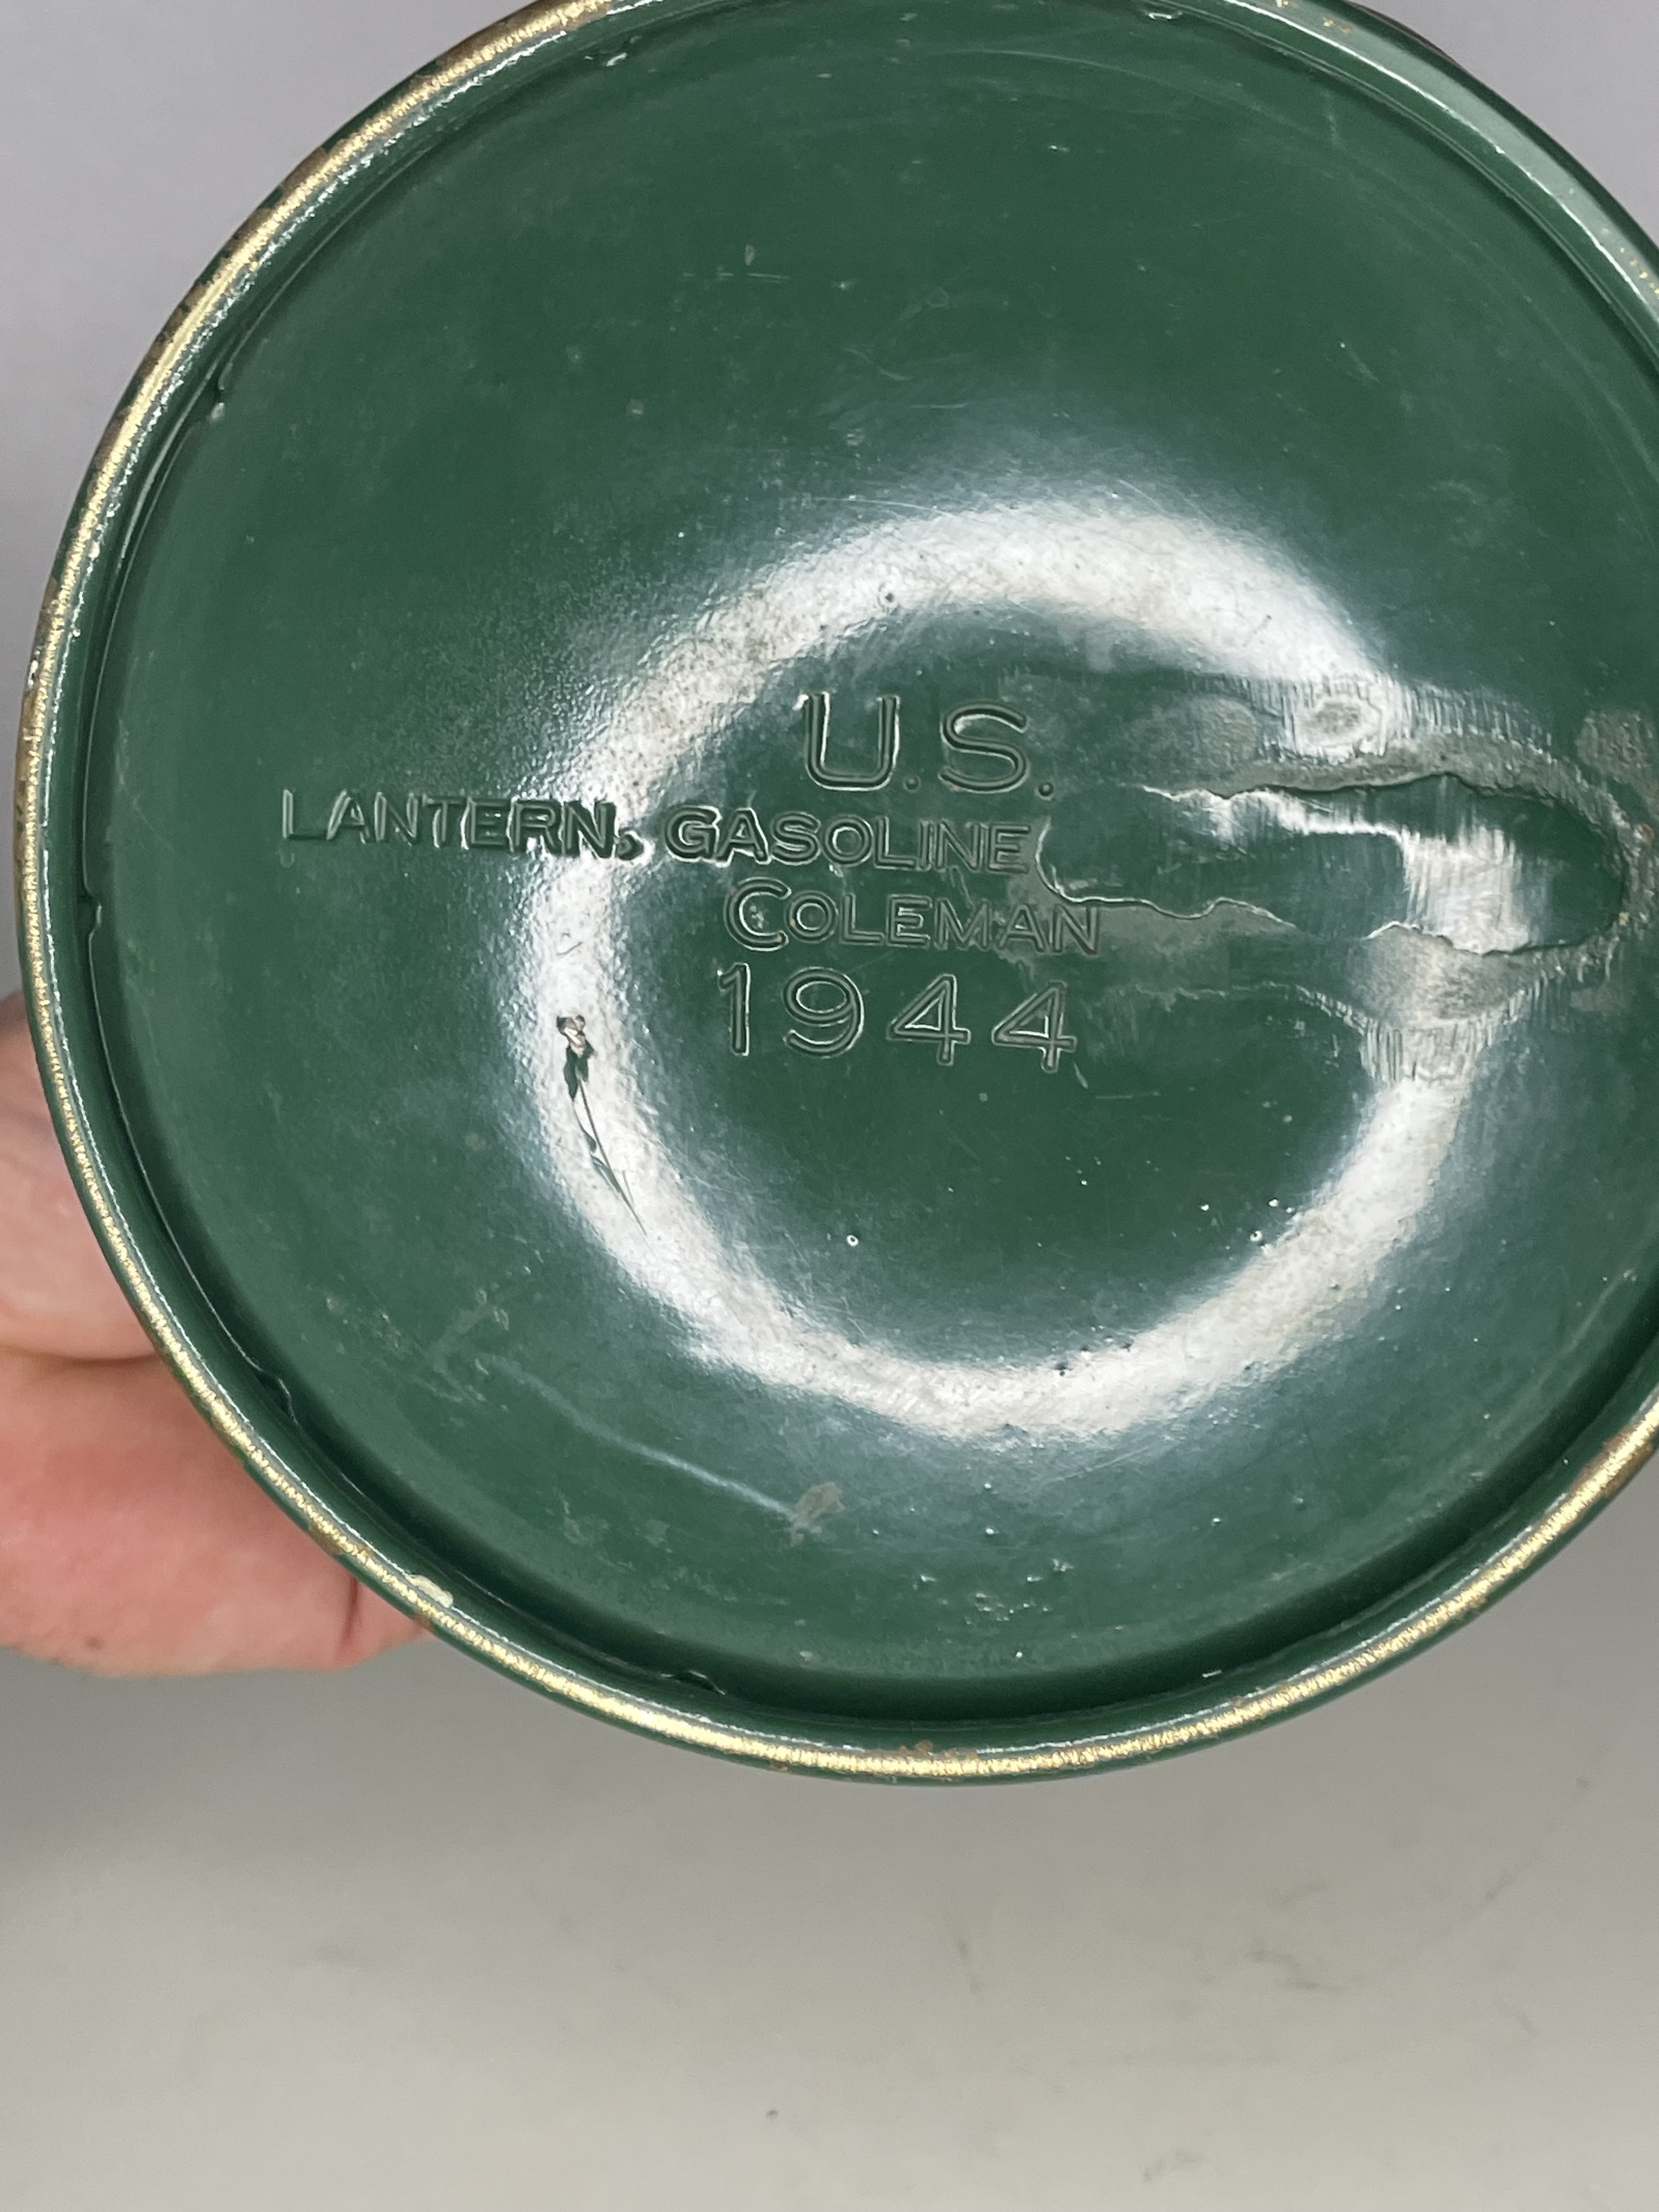 U.S.
LANTERN, GASOLINE
COLEMAN
1944